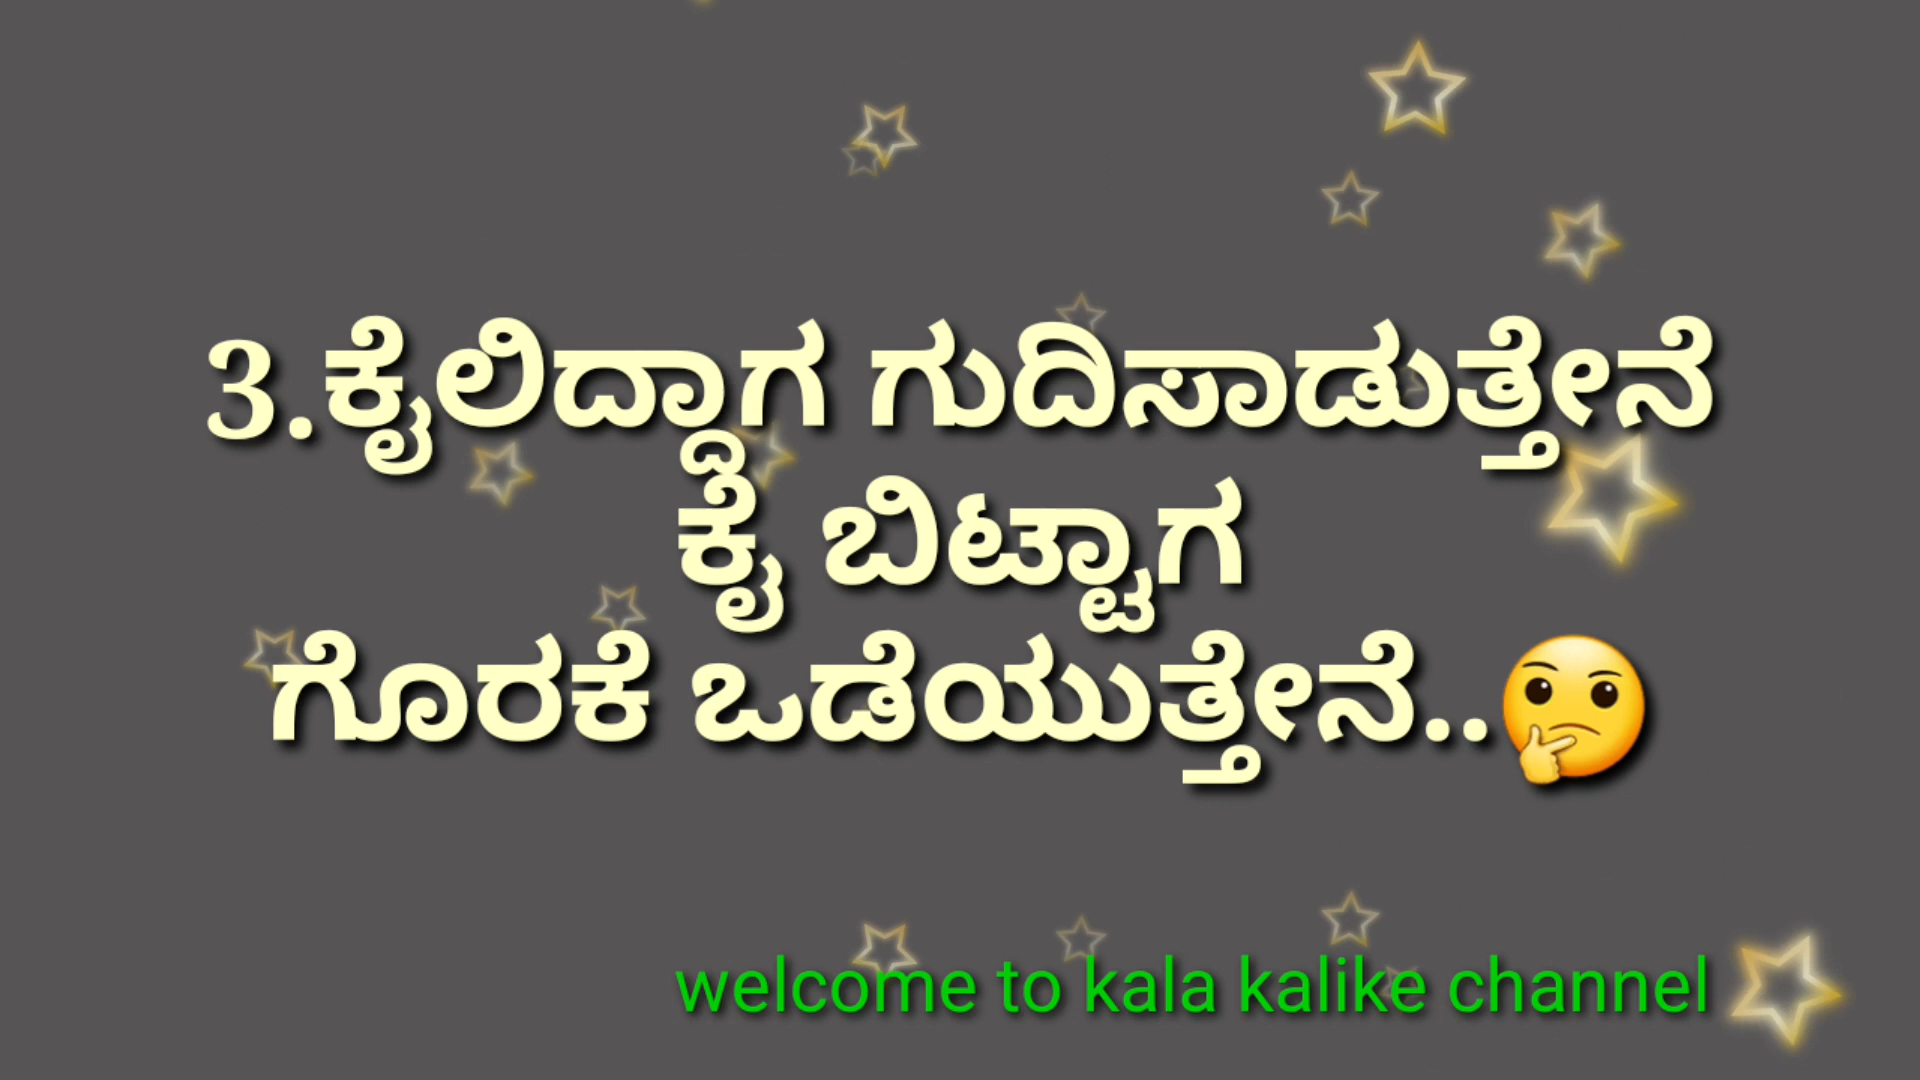 3.ಕೈಲಿದ್ದಾಗ ಗುದಿಸಾಡುತ್ತೇನೆ
ಕೈ ಬಿಟ್ಟಾಗ
ಗೊರಕೆ ಒಡೆಯುತ್ತೇನೆ..🤔
welcome to kala kalike channel